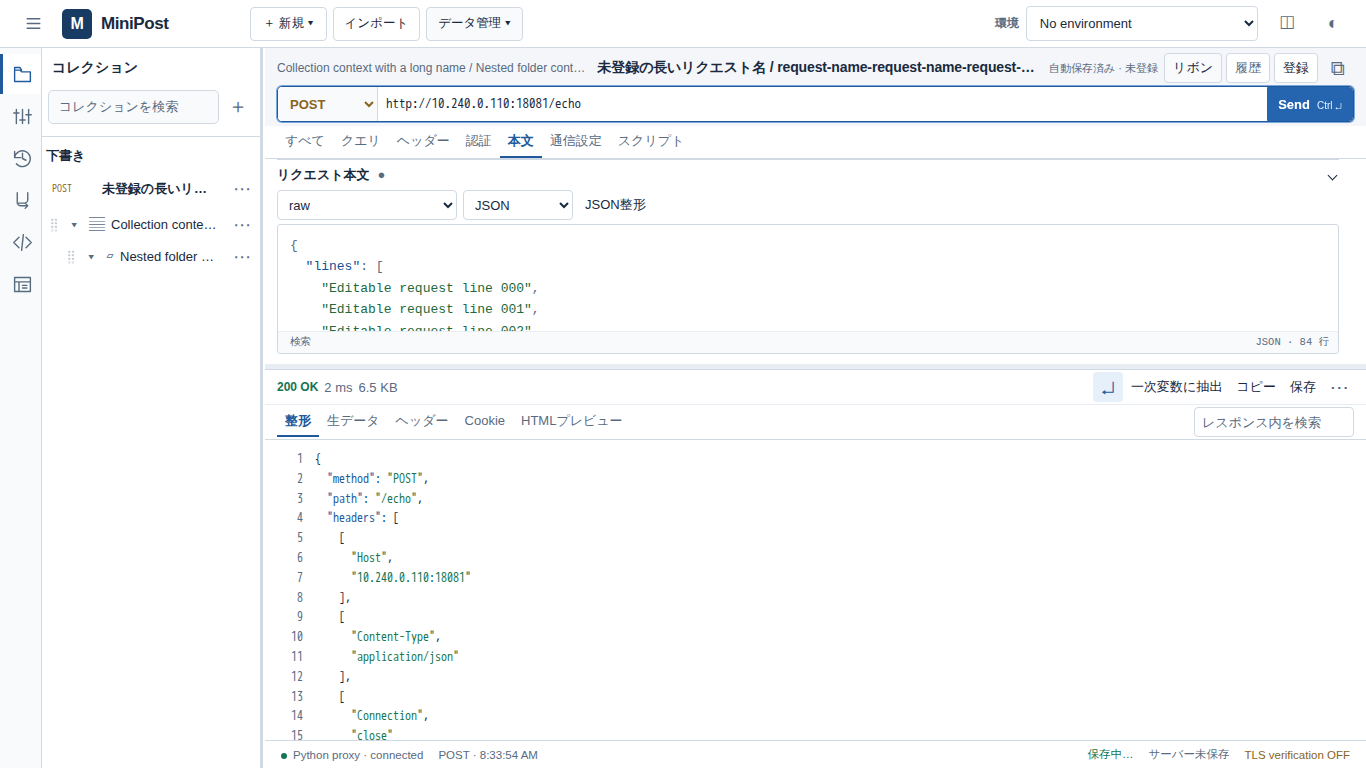 M MiniPost ＋ 新規 ▾ インポート データ管理 ▾ 環境 No environment
コレクション
コレクションを検索 ＋
下書き
POST 未登録の長いリ… ···
▾ Collection conte… ···
▾ Nested folder … ···
Collection context with a long name / Nested folder cont… 未登録の長いリクエスト名 / request-name-request-name-request-… 自動保存済み · 未登録 リボン 履歴 登録
POST http://10.240.0.110:18081/echo Send Ctrl ↵
すべて クエリ ヘッダー 認証 本文 通信設定 スクリプト
リクエスト本文 ●
raw JSON JSON整形
{
"lines": [
"Editable request line 000",
"Editable request line 001",
"Editable request line 002",
検索 JSON · 84 行
200 OK 2 ms 6.5 KB 一次変数に抽出 コピー 保存 ···
整形 生データ ヘッダー Cookie HTMLプレビュー レスポンス内を検索
1 {
2 "method": "POST",
3 "path": "/echo",
4 "headers": [
5 [
6 "Host",
7 "10.240.0.110:18081"
8 ],
9 [
10 "Content-Type",
11 "application/json"
12 ],
13 [
14 "Connection",
15 "close"
● Python proxy · connected POST · 8:33:54 AM 保存中… サーバー未保存 TLS verification OFF